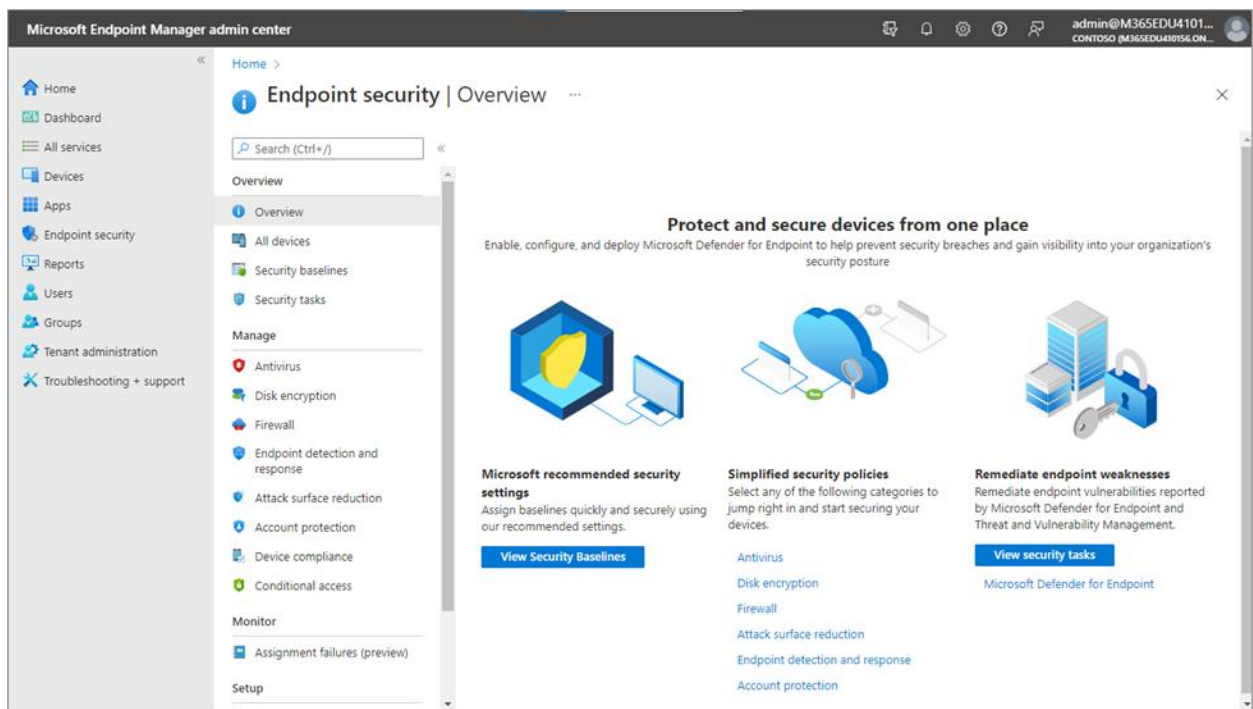 Microsoft Endpoint Manager admin center
admin@M365EDU4101...
CONTOSO (M365EDU410156.ON...
Home
Dashboard
All services
Devices
Apps
Endpoint security
Reports
Users
Groups
Tenant administration
Troubleshooting + support
Home >
Endpoint security | Overview ...
Search (Ctrl+/)
Overview
Overview
All devices
Security baselines
Security tasks
Manage
Antivirus
Disk encryption
Firewall
Endpoint detection and
response
Attack surface reduction
Account protection
Device compliance
Conditional access
Monitor
Assignment failures (preview)
Setup
Protect and secure devices from one place
Enable, configure, and deploy Microsoft Defender for Endpoint to help prevent security breaches and gain visibility into your organization's
security posture
Microsoft recommended security
settings
Assign baselines quickly and securely using
our recommended settings.
View Security Baselines
Simplified security policies
Select any of the following categories to
jump right in and start securing your
devices.
Antivirus
Disk encryption
Firewall
Attack surface reduction
Endpoint detection and response
Account protection
Remediate endpoint weaknesses
Remediate endpoint vulnerabilities reported
by Microsoft Defender for Endpoint and
Threat and Vulnerability Management.
View security tasks
Microsoft Defender for Endpoint